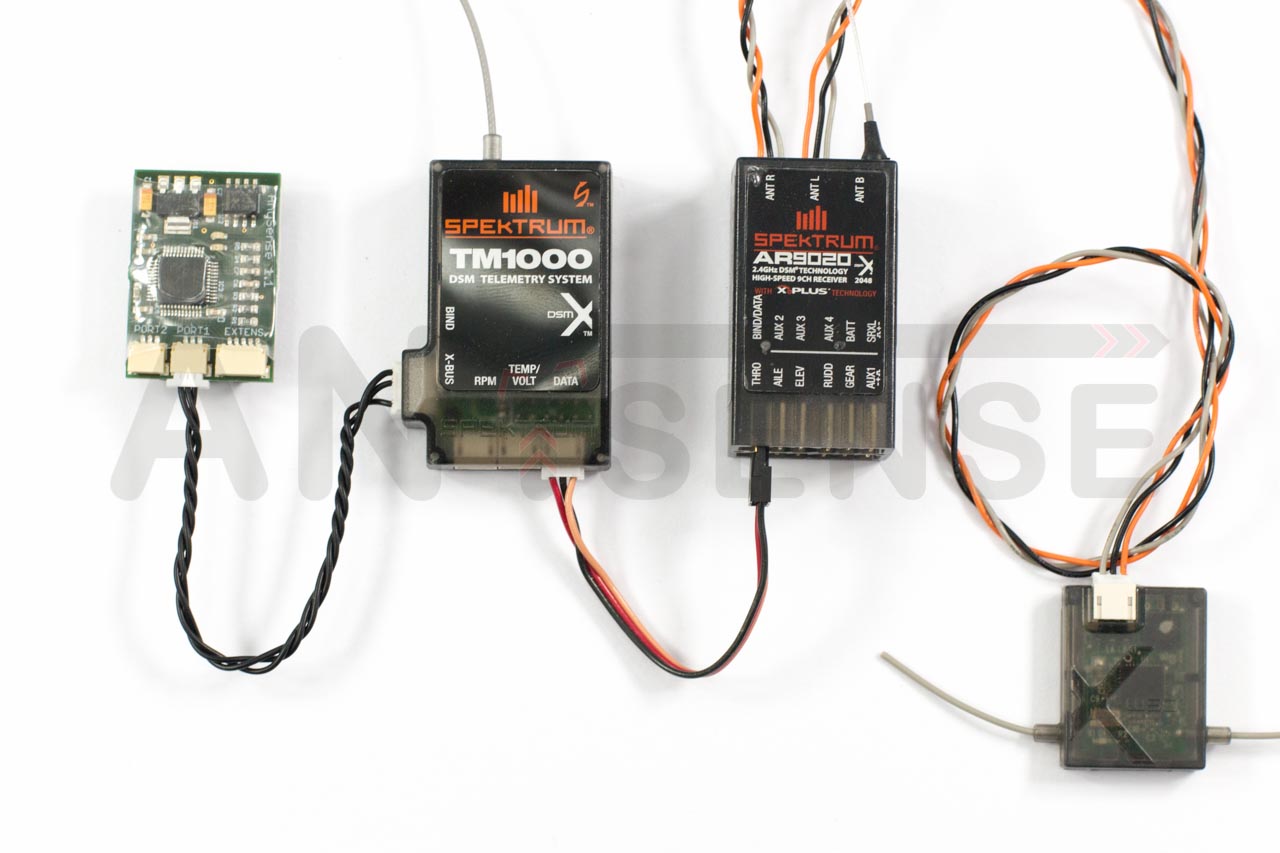 Anysense 1.1
PORT2 PORT1 EXTENS.
SPEKTRUM®
TM1000
DSM TELEMETRY SYSTEM
DSM X™
BIND
X-BUS
RPM
TEMP/
VOLT
DATA
ANT R
ANT L
ANT B
SPEKTRUM
AR9020
2.4GHz DSM® TECHNOLOGY
HIGH-SPEED 9CH RECEIVER
X
2048
WITH X PLUS™ TECHNOLOGY
BIND/DATA
AUX 2
AUX 3
AUX 4
BATT
SRXL
THRO
AILE
ELEV
RUDD
GEAR
AUX1
ANYSENSE